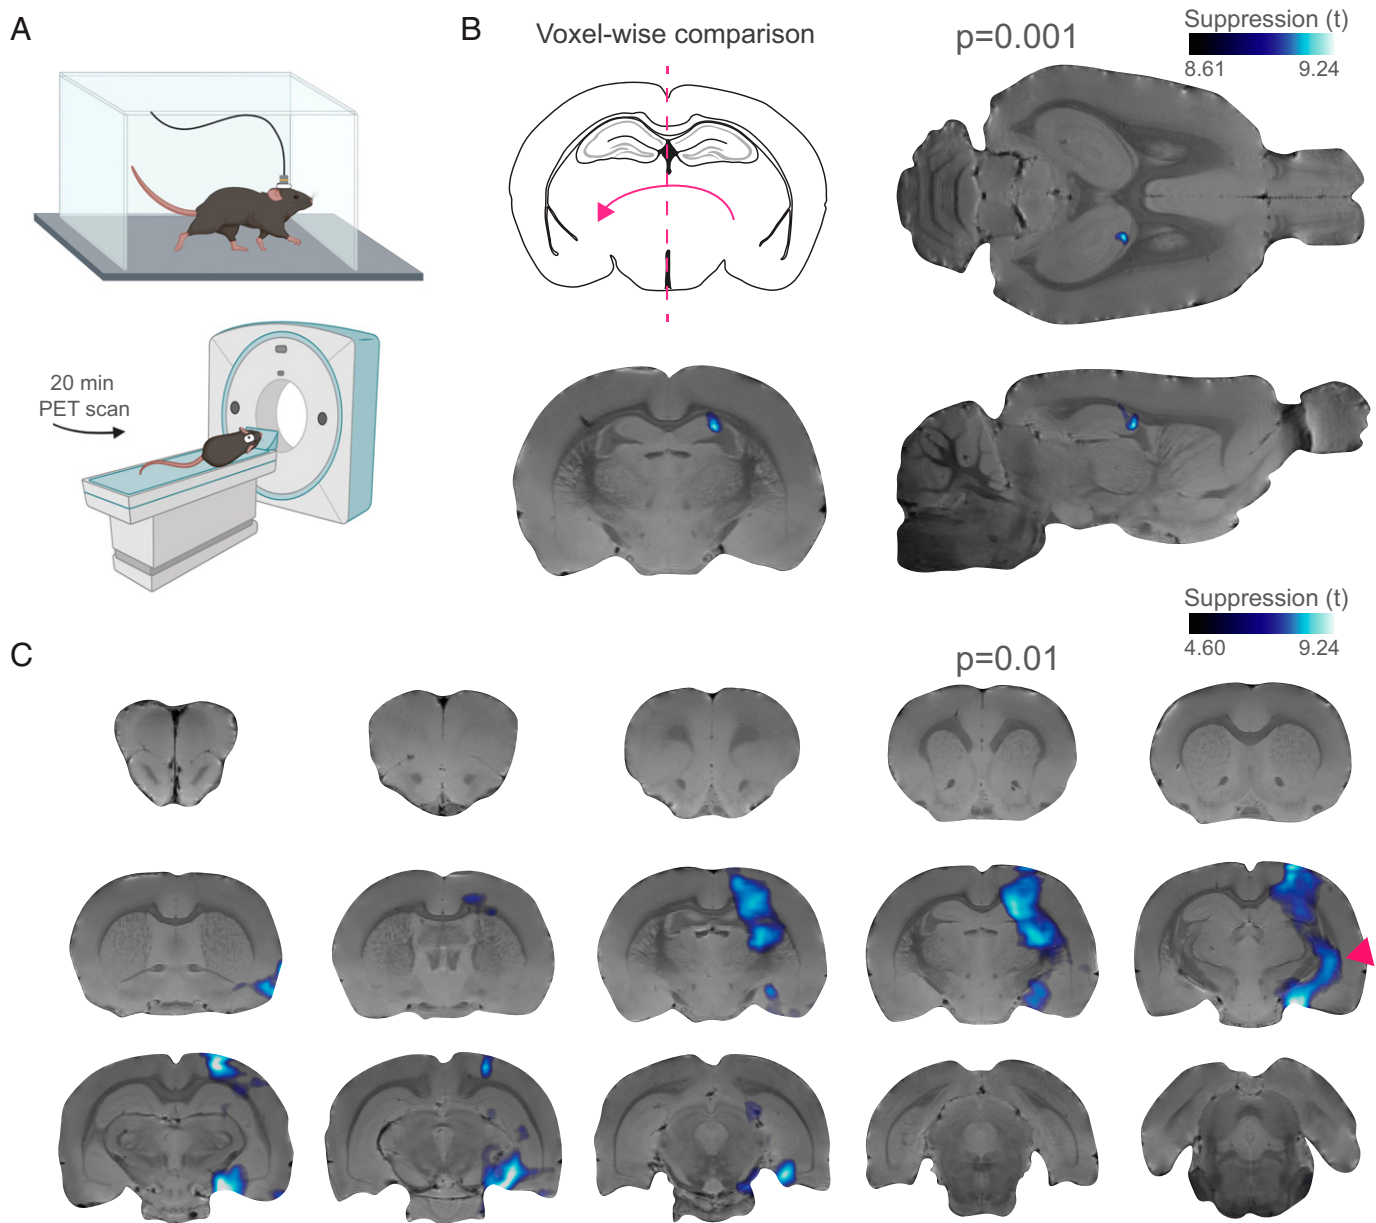 A
B
Voxel-wise comparison
p=0.001
Suppression (t)
8.61 9.24
20 min
PET scan
Suppression (t)
4.60 9.24
C
p=0.01